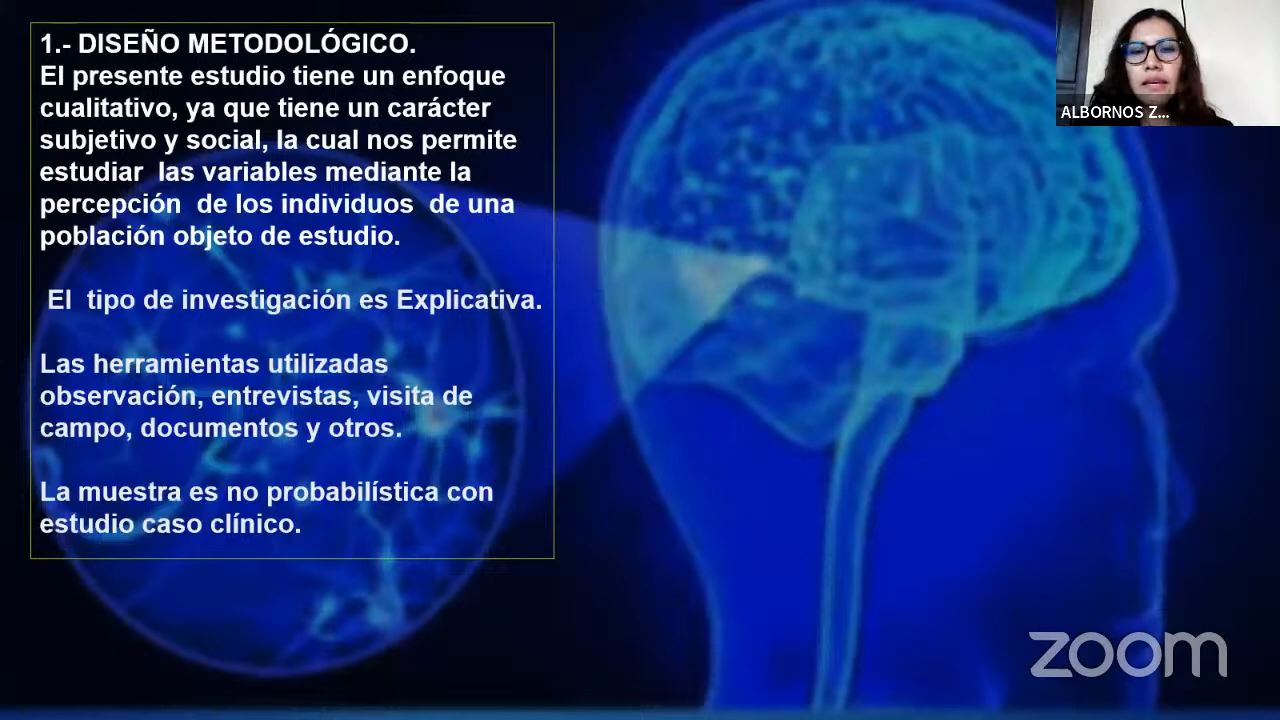 1.- DISEÑO METODOLÓGICO.
El presente estudio tiene un enfoque
cualitativo, ya que tiene un carácter
subjetivo y social, la cual nos permite
estudiar  las variables mediante la
percepción  de los individuos  de una
población objeto de estudio.
El  tipo de investigación es Explicativa.
Las herramientas utilizadas
observación, entrevistas, visita de
campo, documentos y otros.
La muestra es no probabilística con
estudio caso clínico.
ALBORNOS Z...
zoom